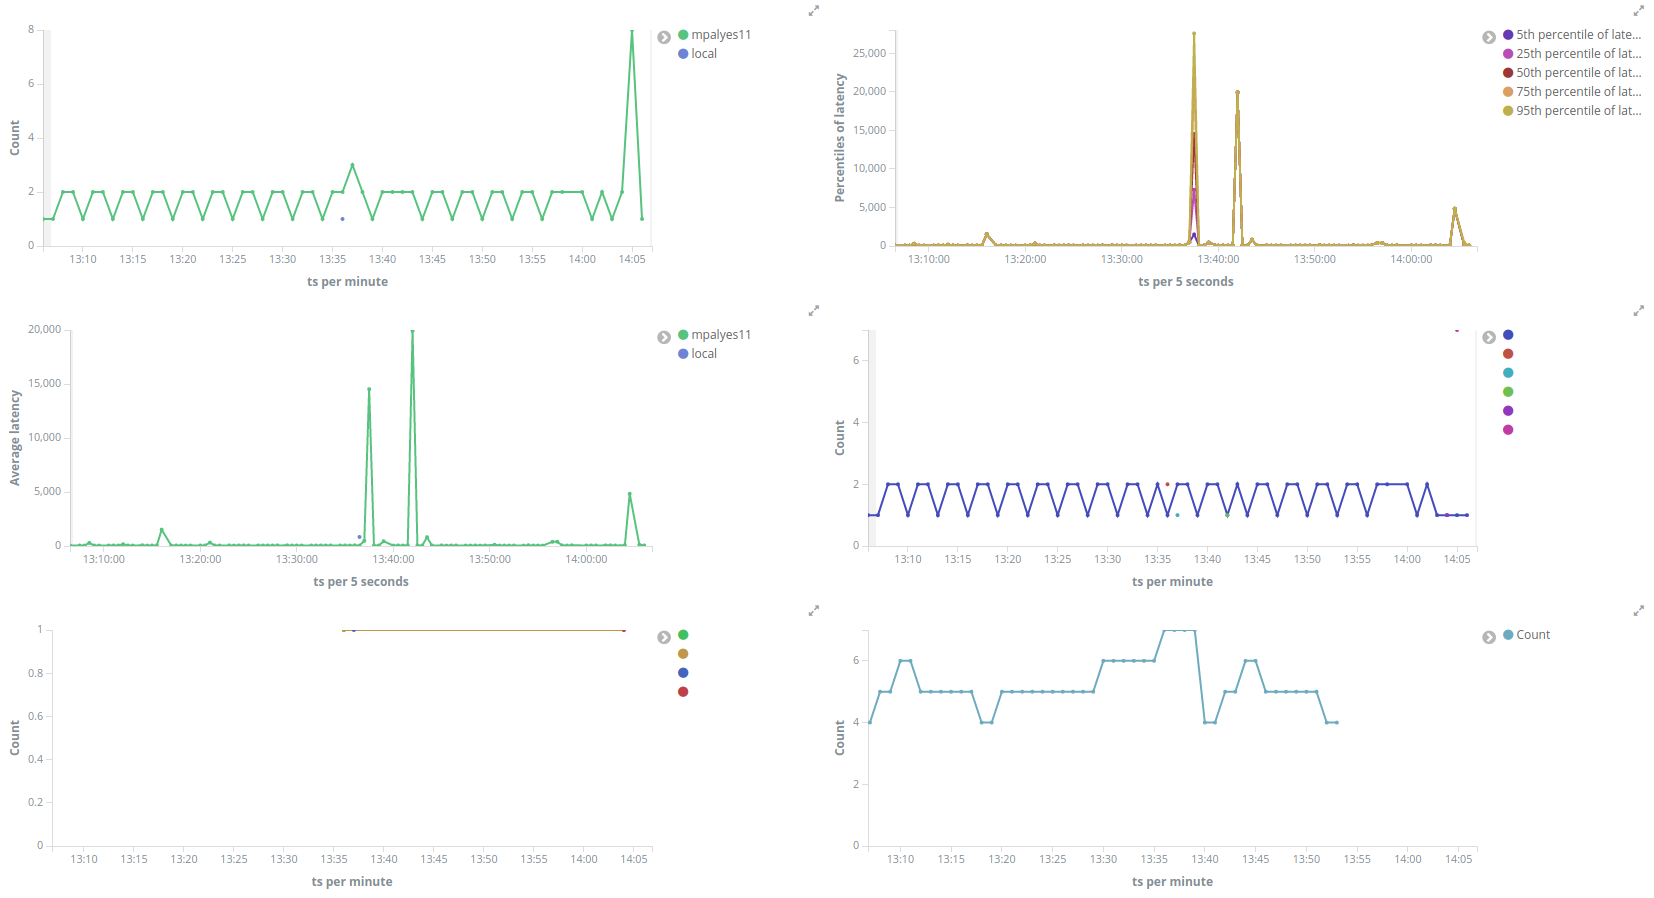 8
6
4
2
0
Count
13:10 13:15 13:20 13:25 13:30 13:35 13:40 13:45 13:50 13:55 14:00 14:05
ts per minute
mpalyes11
local
25,000
20,000
15,000
10,000
5,000
0
Percentiles of latency
13:10:00 13:20:00 13:30:00 13:40:00 13:50:00 14:00:00
ts per 5 seconds
5th percentile of late...
25th percentile of lat...
50th percentile of lat...
75th percentile of lat...
95th percentile of lat...
20,000
15,000
10,000
5,000
0
Average latency
13:10:00 13:20:00 13:30:00 13:40:00 13:50:00 14:00:00
ts per 5 seconds
mpalyes11
local
6
4
2
0
Count
13:10 13:15 13:20 13:25 13:30 13:35 13:40 13:45 13:50 13:55 14:00 14:05
ts per minute
1
0.8
0.6
0.4
0.2
0
Count
13:10 13:15 13:20 13:25 13:30 13:35 13:40 13:45 13:50 13:55 14:00 14:05
ts per minute
6
4
2
0
Count
13:10 13:15 13:20 13:25 13:30 13:35 13:40 13:45 13:50 13:55 14:00 14:05
ts per minute
Count